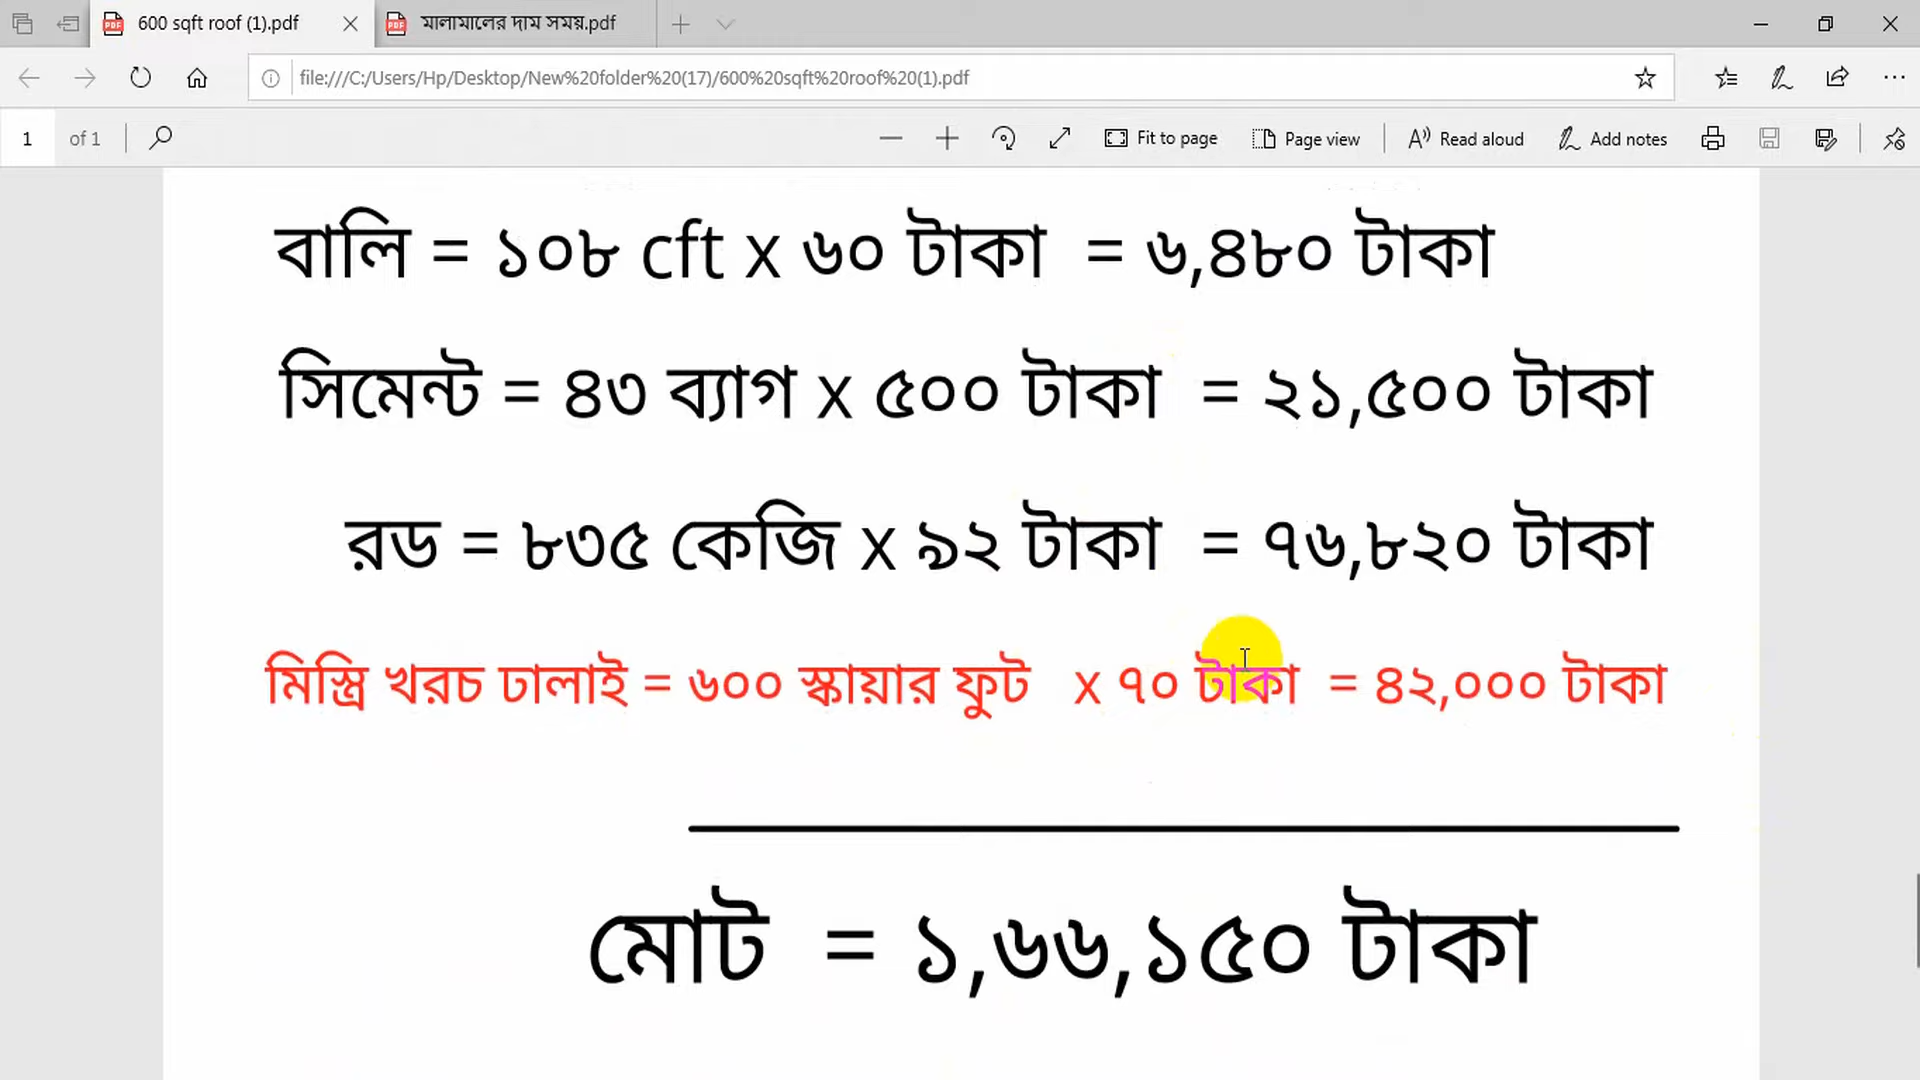 600 sqft roof (1).pdf
মালামালের দাম সময়.pdf
file:///C:/Users/Hp/Desktop/New%20folder%20(17)/600%20sqft%20roof%20(1).pdf
1 of 1 Fit to page Page view Read aloud Add notes
বালি = ১০৮ cft x ৬০ টাকা = ৬,৪৮০ টাকা
সিমেন্ট = ৪৩ ব্যাগ x ৫০০ টাকা = ২১,৫০০ টাকা
রড = ৮৩৫ কেজি x ৯২ টাকা = ৭৬,৮২০ টাকা
মিস্ত্রি খরচ ঢালাই = ৬০০ স্কায়ার ফুট x ৭০ টাকা = ৪২,০০০ টাকা
মোট = ১,৬৬,১৫০ টাকা